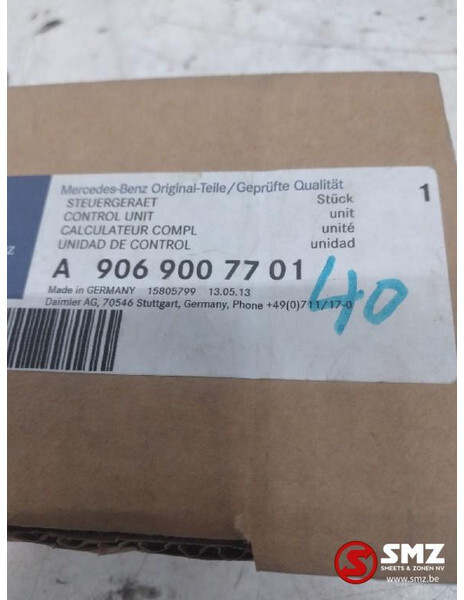 Mercedes-Benz Original-Teile/Geprüfte Qualität
STEUERGERAET Stück 1
CONTROL UNIT unit
CALCULATEUR COMPL unité
UNIDAD DE CONTROL unidad
z
A 906 900 77 01
40
Made in GERMANY 15805799 13.05.13
Daimler AG, 70546 Stuttgart, Germany, Phone +49(0)711/17-0
SMZ
SMEETS & ZONEN NV
www.smz.be